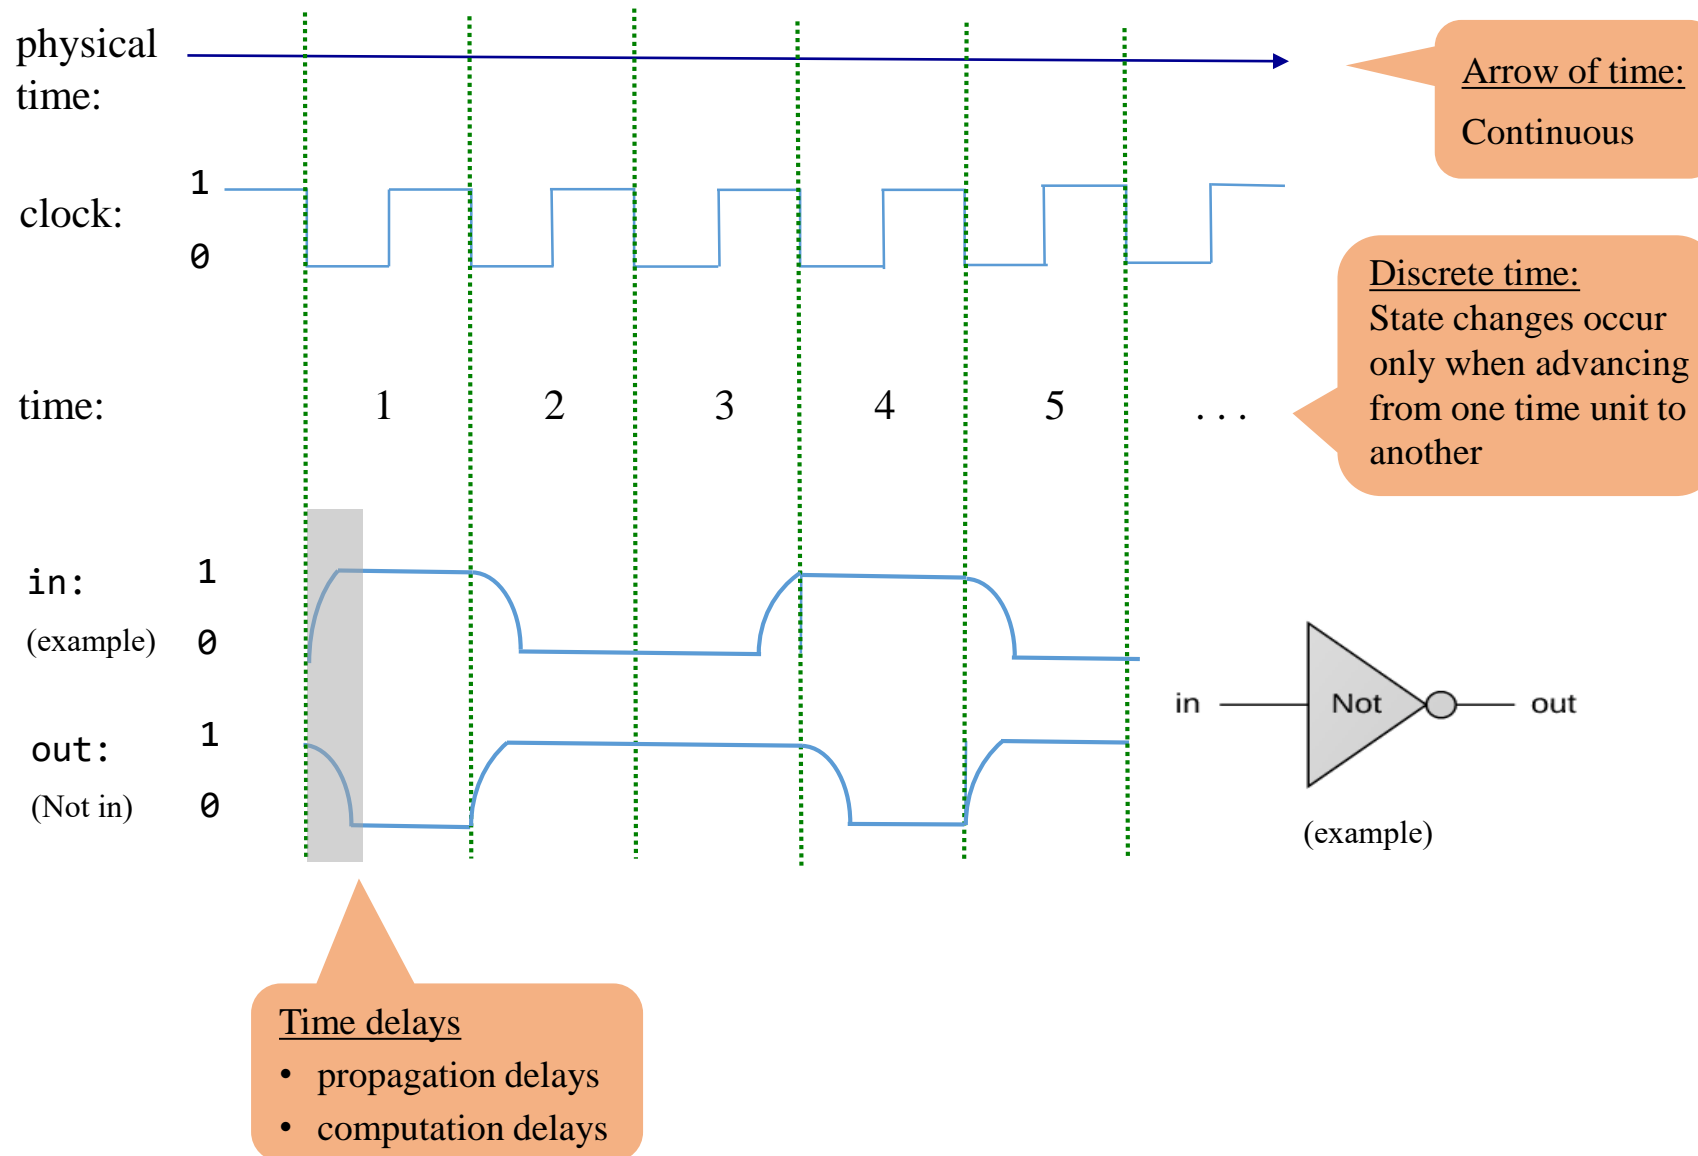 physical
time:
Arrow of time:
Continuous
clock:
1
0
Discrete time:
State changes occur
only when advancing
from one time unit to
another
time:
1 2 3 4 5 . . .
in:
(example)
1
0
out:
(Not in)
1
0
in Not out
(example)
Time delays
• propagation delays
• computation delays